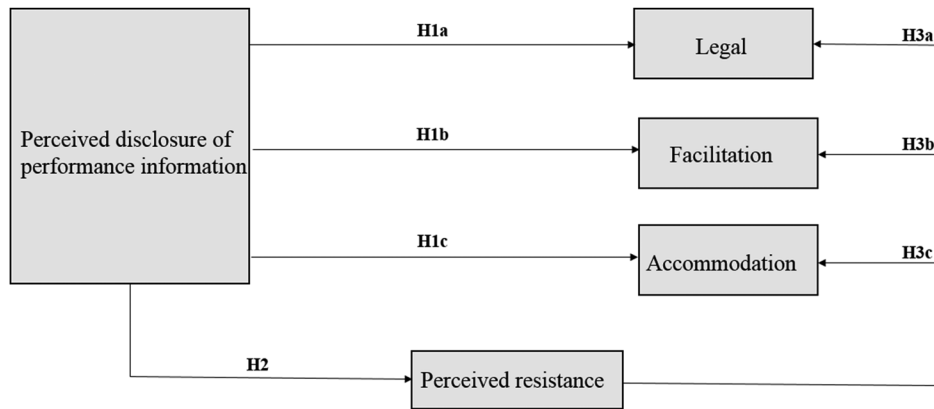 H1a
Legal
H3a
Perceived disclosure of
performance information
H1b
Facilitation
H3b
H1c
Accommodation
H3c
H2
Perceived resistance